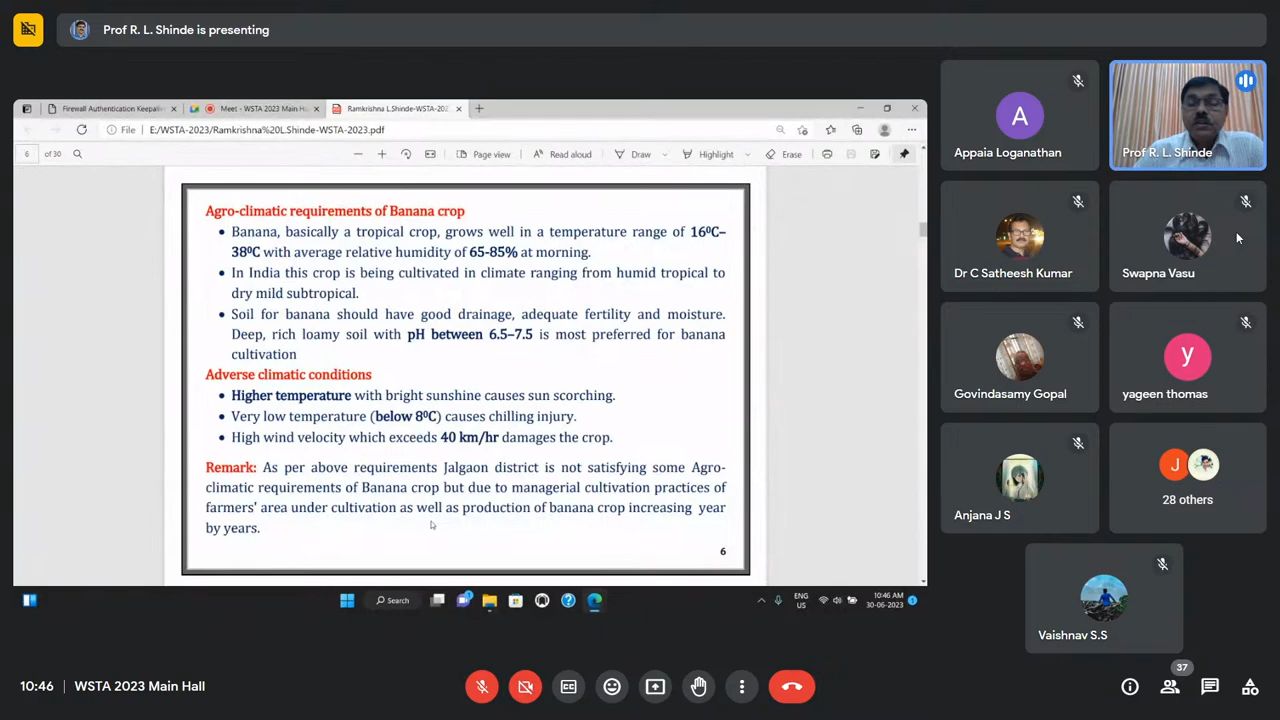 Prof R. L. Shinde is presenting
Firewall Authentication Keepaliv
Meet - WSTA 2023 Main H
Ramkrishna L.Shinde-WSTA-202
File
E:/WSTA-2023/Ramkrishna%20L.Shinde-WSTA-2023.pdf
6 of 30
Page view
Read aloud
Draw
Highlight
Erase
Agro-climatic requirements of Banana crop
• Banana, basically a tropical crop, grows well in a temperature range of 16⁰C–
38⁰C with average relative humidity of 65-85% at morning.
• In India this crop is being cultivated in climate ranging from humid tropical to
dry mild subtropical.
• Soil for banana should have good drainage, adequate fertility and moisture.
Deep, rich loamy soil with pH between 6.5–7.5 is most preferred for banana
cultivation
Adverse climatic conditions
• Higher temperature with bright sunshine causes sun scorching.
• Very low temperature (below 8⁰C) causes chilling injury.
• High wind velocity which exceeds 40 km/hr damages the crop.
Remark: As per above requirements Jalgaon district is not satisfying some Agro-
climatic requirements of Banana crop but due to managerial cultivation practices of
farmers' area under cultivation as well as production of banana crop increasing year
by years.
6
Search
ENG
US
10:46 AM
30-06-2023
A
Appaia Loganathan
Prof R. L. Shinde
Dr C Satheesh Kumar
Swapna Vasu
Govindasamy Gopal
y
yageen thomas
Anjana J S
J
28 others
Vaishnav S.S
10:46 | WSTA 2023 Main Hall
37